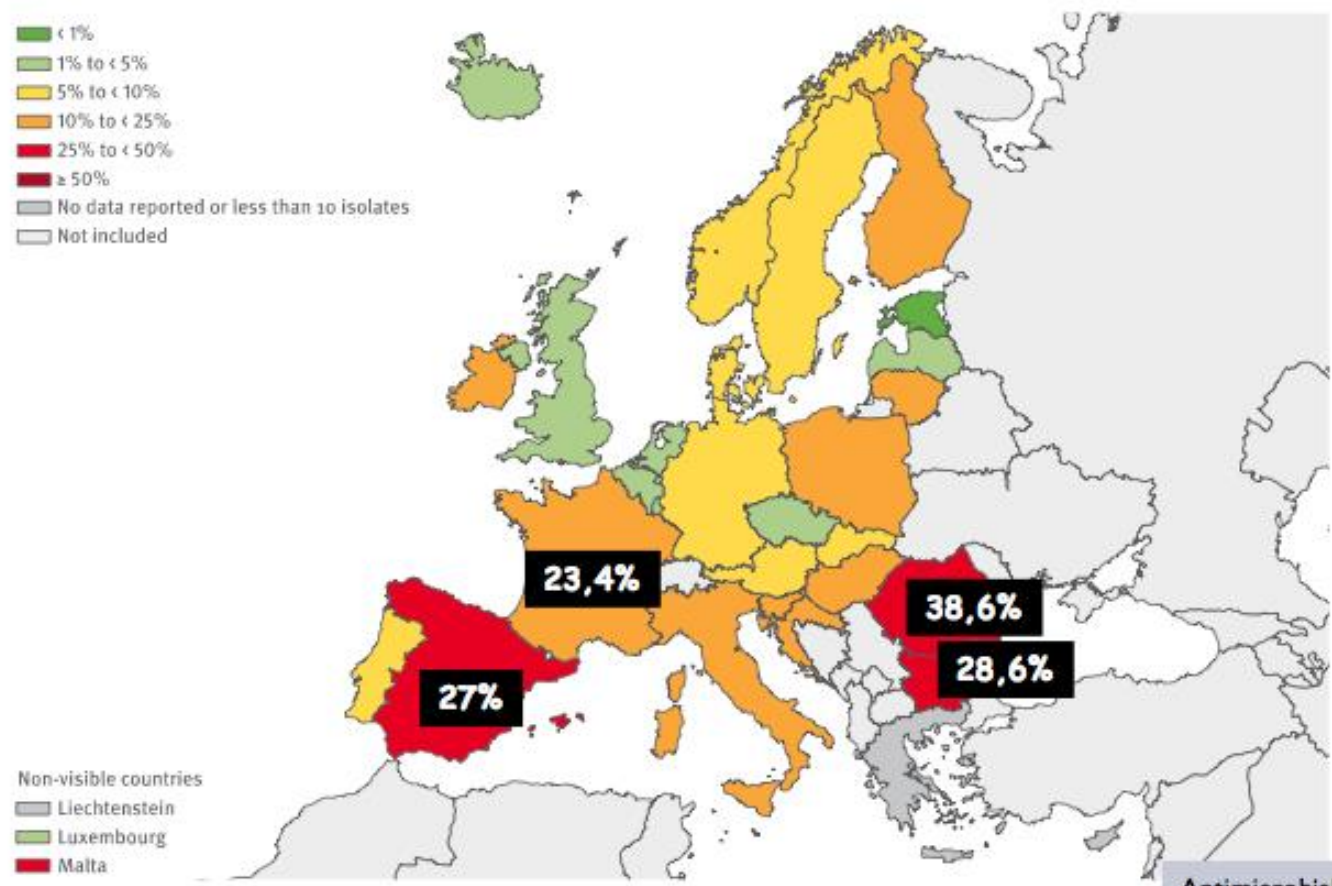 < 1%
1% to < 5%
5% to < 10%
10% to < 25%
25% to < 50%
≥ 50%
No data reported or less than 10 isolates
Not included
23,4%
38,6%
28,6%
27%
Non-visible countries
Liechtenstein
Luxembourg
Malta